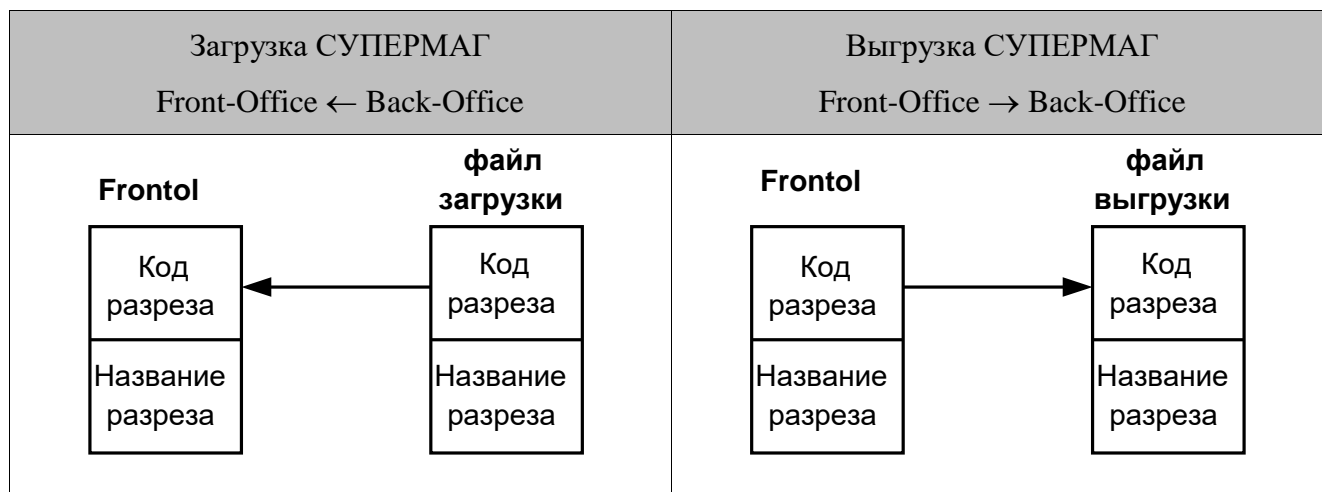 Загрузка СУПЕРМАГ
Front-Office ← Back-Office
Выгрузка СУПЕРМАГ
Front-Office → Back-Office
Frontol
файл
загрузки
Код
разреза
Код
разреза
Название
разреза
Название
разреза
Frontol
файл
выгрузки
Код
разреза
Код
разреза
Название
разреза
Название
разреза